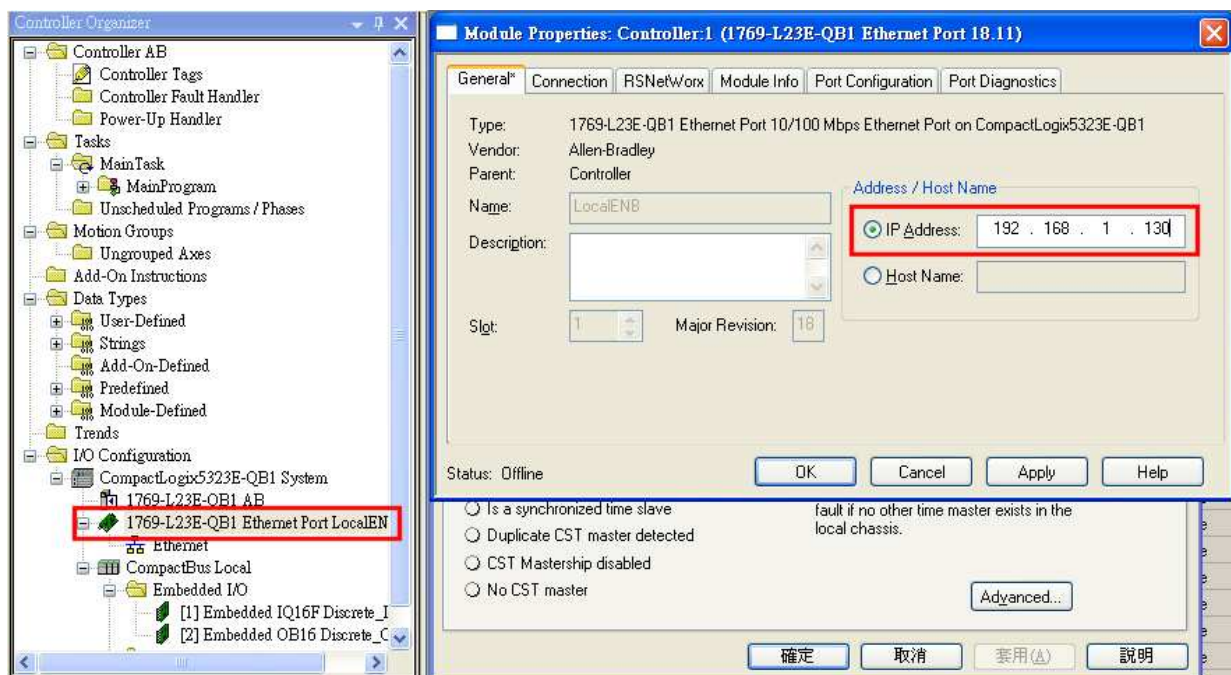 Controller Organizer
Controller AB
Controller Tags
Controller Fault Handler
Power-Up Handler
Tasks
MainTask
MainProgram
Unscheduled Programs / Phases
Motion Groups
Ungrouped Axes
Add-On Instructions
Data Types
User-Defined
Strings
Add-On-Defined
Predefined
Module-Defined
Trends
I/O Configuration
CompactLogix5323E-QB1 System
1769-L23E-QB1 AB
1769-L23E-QB1 Ethernet Port LocalEN
Ethernet
CompactBus Local
Embedded I/O
[1] Embedded IQ16F Discrete_I
[2] Embedded OB16 Discrete_C
Module Properties: Controller:1 (1769-L23E-QB1 Ethernet Port 18.11)
General* Connection RSNetWorx Module Info Port Configuration Port Diagnostics
Type: 1769-L23E-QB1 Ethernet Port 10/100 Mbps Ethernet Port on CompactLogix5323E-QB1
Vendor: Allen-Bradley
Parent: Controller
Name: LocalENB
Description:
Slot: 1 Major Revision: 18
Address / Host Name
IP Address: 192 . 168 . 1 . 130
Host Name:
Status: Offline
OK Cancel Apply Help
Is a synchronized time slave
Duplicate CST master detected
CST Mastership disabled
No CST master
fault if no other time master exists in the
local chassis.
Advanced...
確定 取消 套用(A) 說明